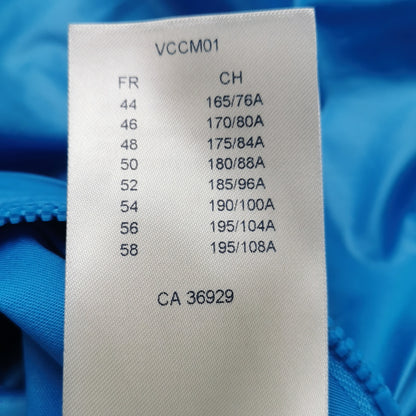 VCCM01
FR CH
44 165/76A
46 170/80A
48 175/84A
50 180/88A
52 185/96A
54 190/100A
56 195/104A
58 195/108A
CA 36929